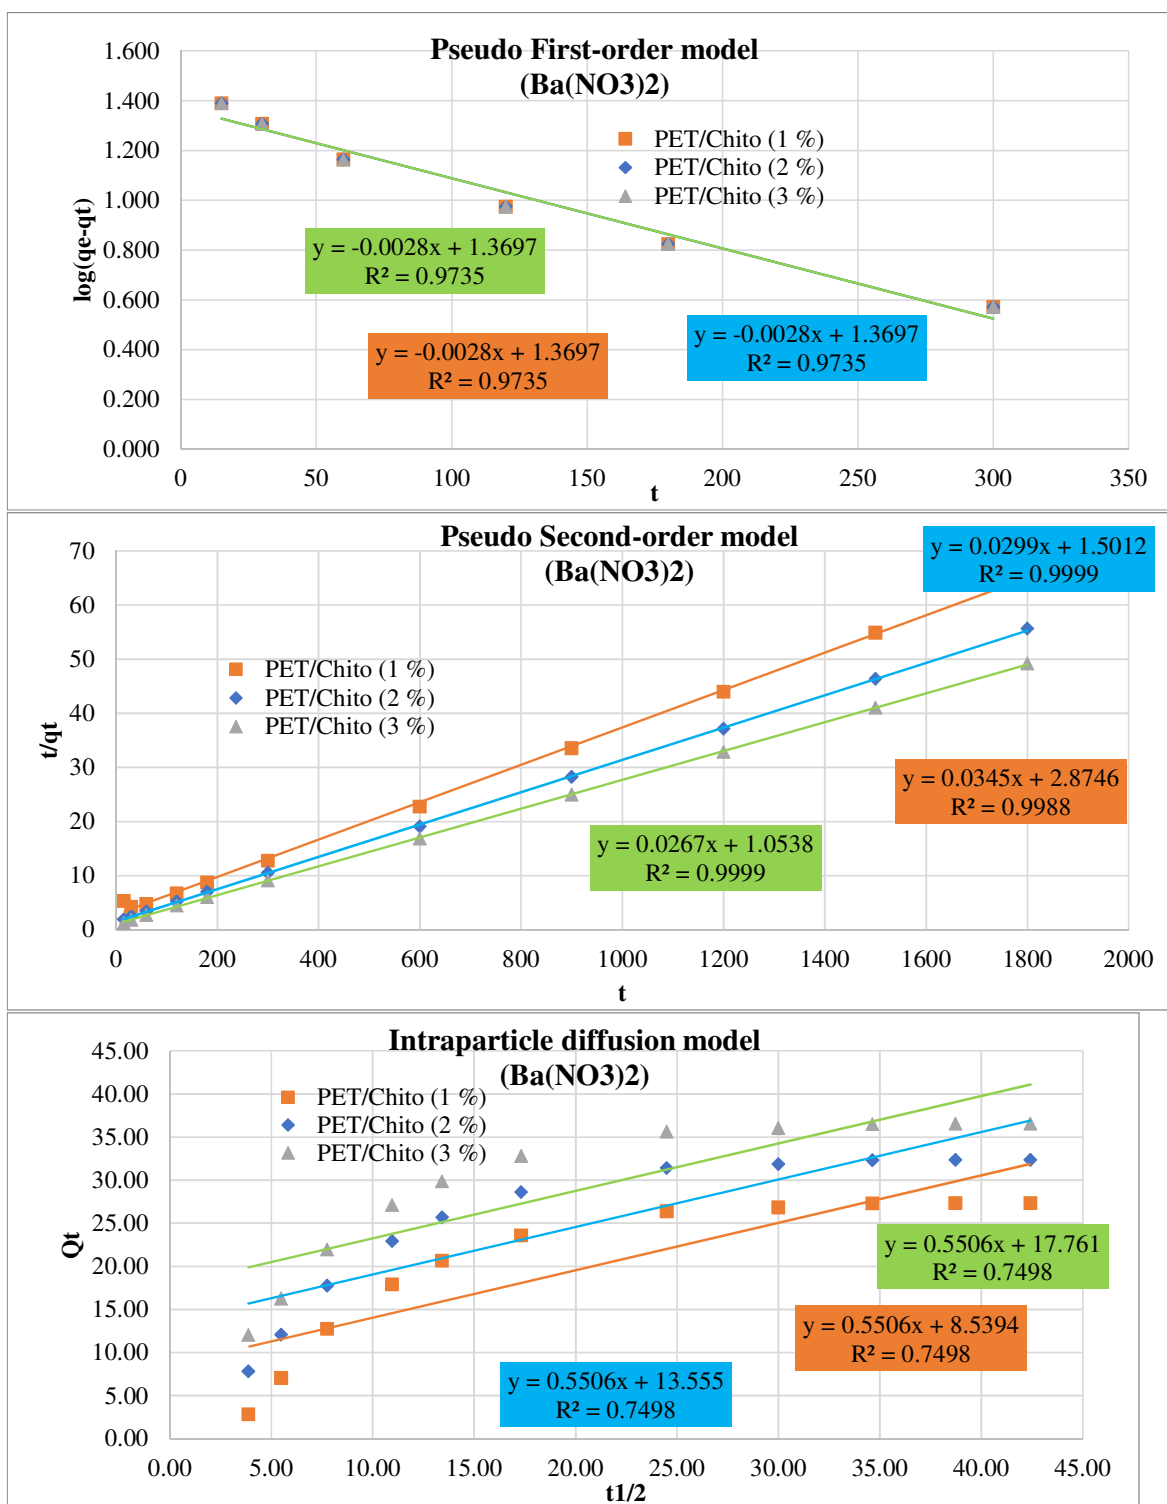 Pseudo First-order model
(Ba(NO3)2)
1.600
1.400
1.200
1.000
0.800
0.600
0.400
0.200
0.000
log(qe-qt)
PET/Chito (1 %)
PET/Chito (2 %)
PET/Chito (3 %)
y = -0.0028x + 1.3697
R² = 0.9735
y = -0.0028x + 1.3697
R² = 0.9735
y = -0.0028x + 1.3697
R² = 0.9735
0 50 100 150 200 250 300 350
t
Pseudo Second-order model
(Ba(NO3)2)
70
60
50
40
30
20
10
0
t/qt
y = 0.0299x + 1.5012
R² = 0.9999
PET/Chito (1 %)
PET/Chito (2 %)
PET/Chito (3 %)
y = 0.0345x + 2.8746
R² = 0.9988
y = 0.0267x + 1.0538
R² = 0.9999
0 200 400 600 800 1000 1200 1400 1600 1800 2000
t
Intraparticle diffusion model
(Ba(NO3)2)
45.00
40.00
35.00
30.00
25.00
20.00
15.00
10.00
5.00
0.00
Qt
PET/Chito (1 %)
PET/Chito (2 %)
PET/Chito (3 %)
y = 0.5506x + 17.761
R² = 0.7498
y = 0.5506x + 8.5394
R² = 0.7498
y = 0.5506x + 13.555
R² = 0.7498
0.00 5.00 10.00 15.00 20.00 25.00 30.00 35.00 40.00 45.00
t1/2